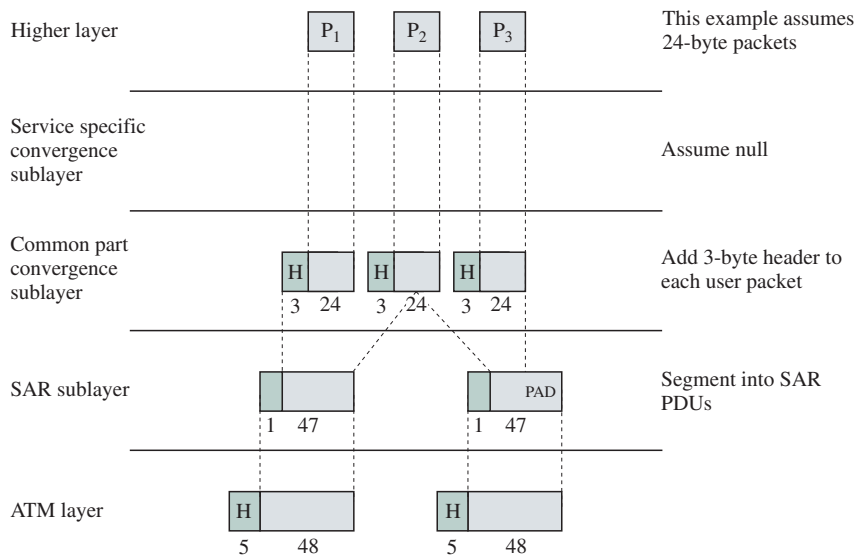 Higher layer
P1 P2 P3
This example assumes
24-byte packets
Service specific
convergence
sublayer
Assume null
Common part
convergence
sublayer
H H H
3 24 3 24 3 24
Add 3-byte header to
each user packet
SAR sublayer
PAD
1 47 1 47
Segment into SAR
PDUs
ATM layer
H H
5 48 5 48